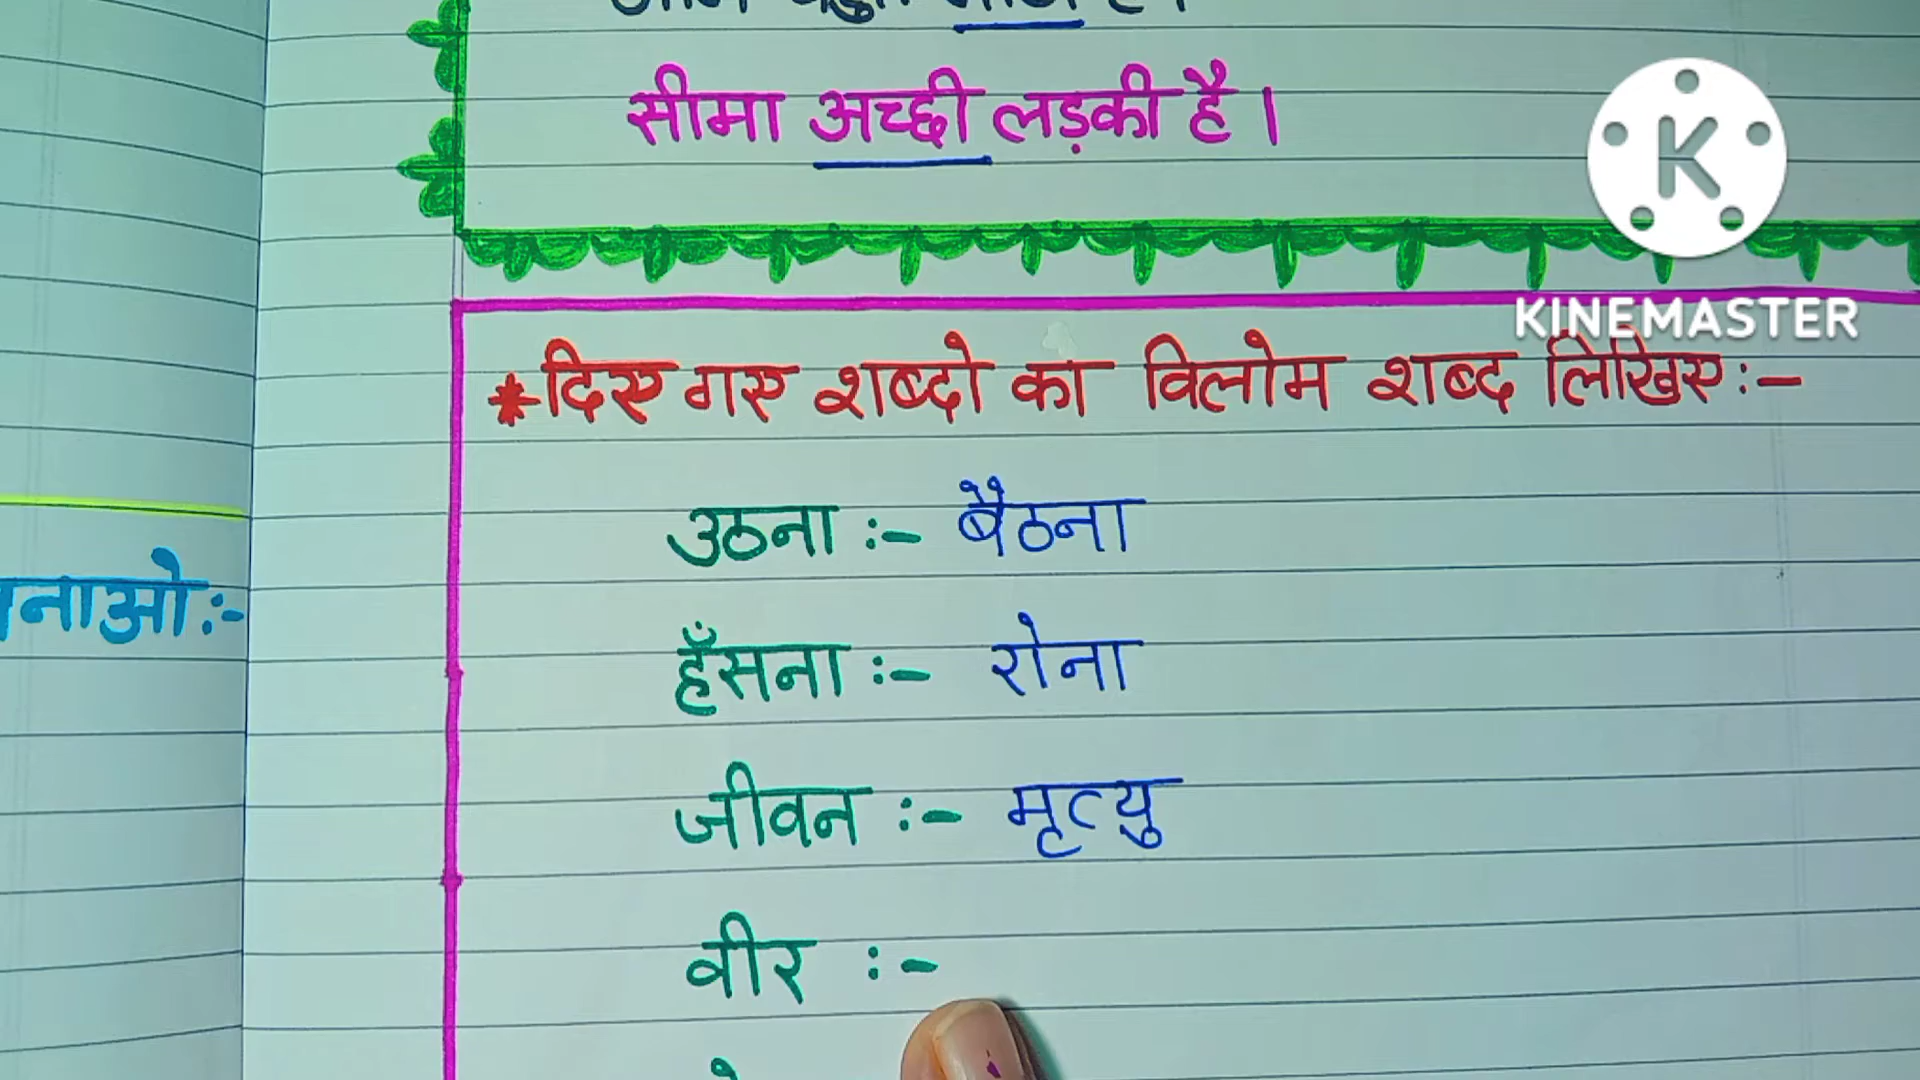 सीमा अच्छी लड़की है।
KINEMASTER
*दिए गए शब्दो का विलोम शब्द लिखिए:-
नाओ:-
उठना :- बैठना
हँसना :- रोना
जीवन :- मृत्यु
वीर :-